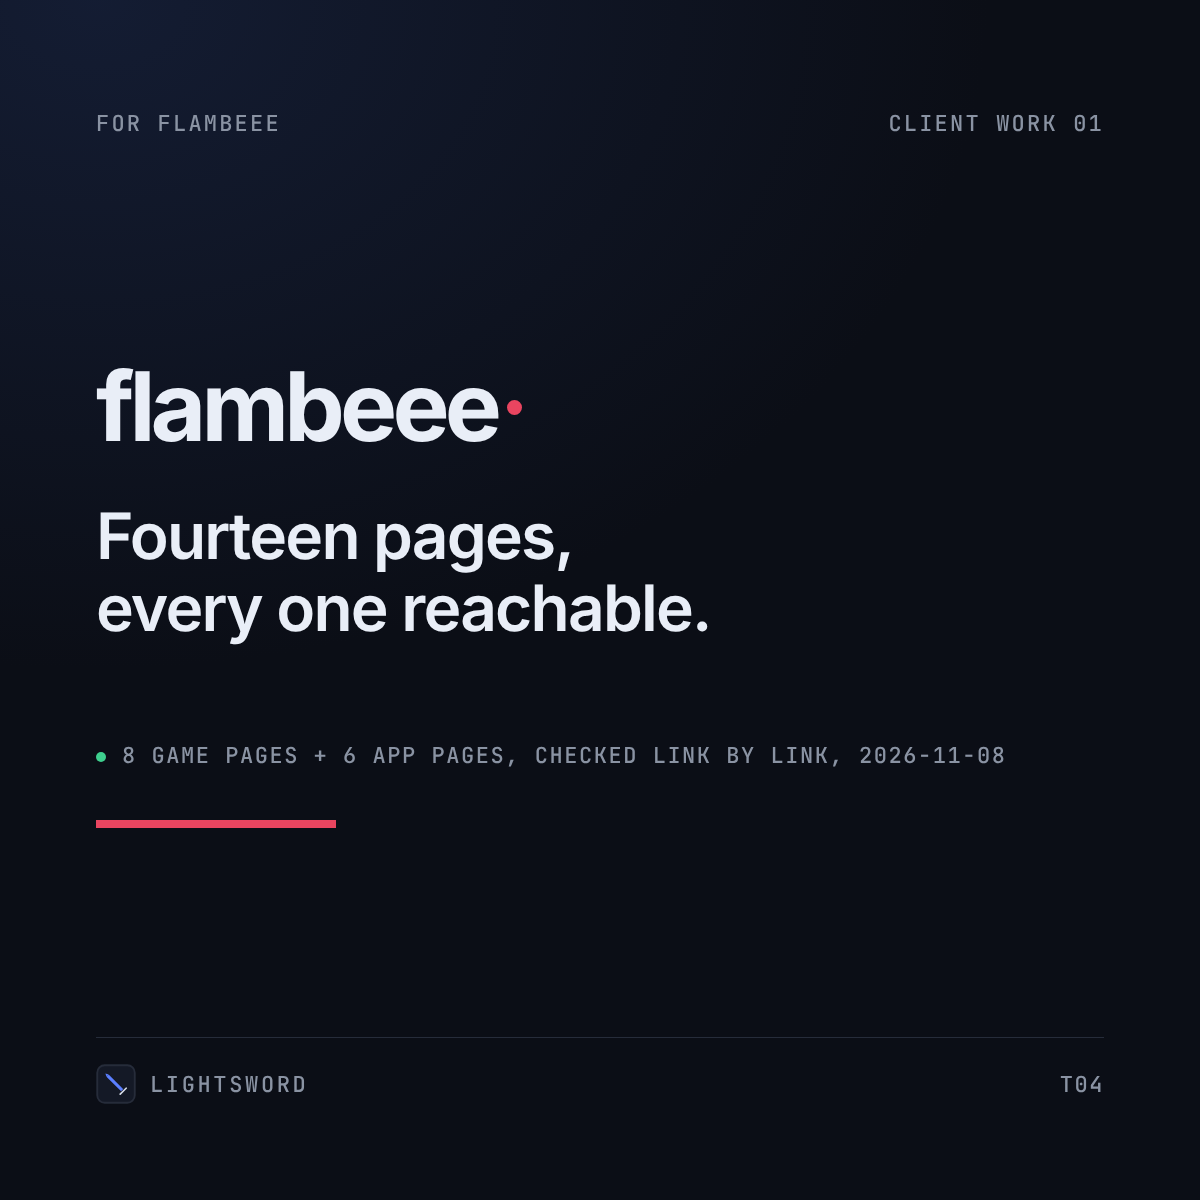 FOR FLAMBEEE
CLIENT WORK 01
flambeee
Fourteen pages,
every one reachable.
8 GAME PAGES + 6 APP PAGES, CHECKED LINK BY LINK, 2026-11-08
LIGHTSWORD
T04